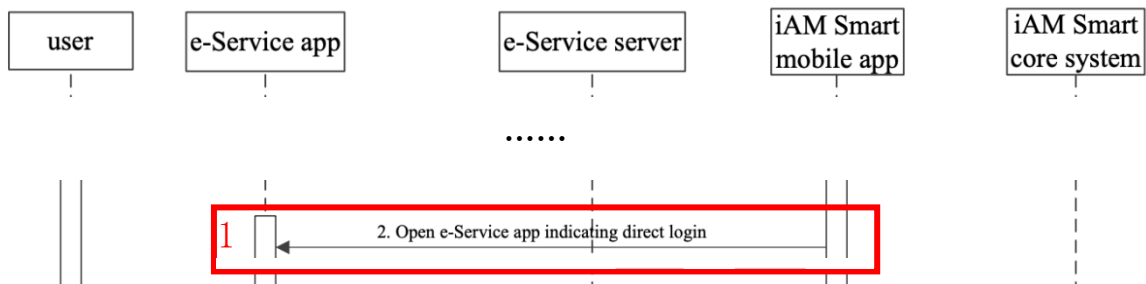 user
e-Service app
e-Service server
iAM Smart
mobile app
iAM Smart
core system
......
1
2. Open e-Service app indicating direct login